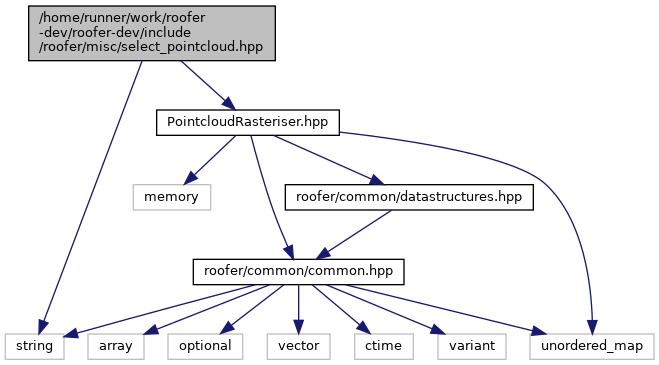 /home/runner/work/roofer
-dev/roofer-dev/include
/roofer/misc/select_pointcloud.hpp
PointcloudRasteriser.hpp
memory
roofer/common/datastructures.hpp
roofer/common/common.hpp
string
array
optional
vector
ctime
variant
unordered_map